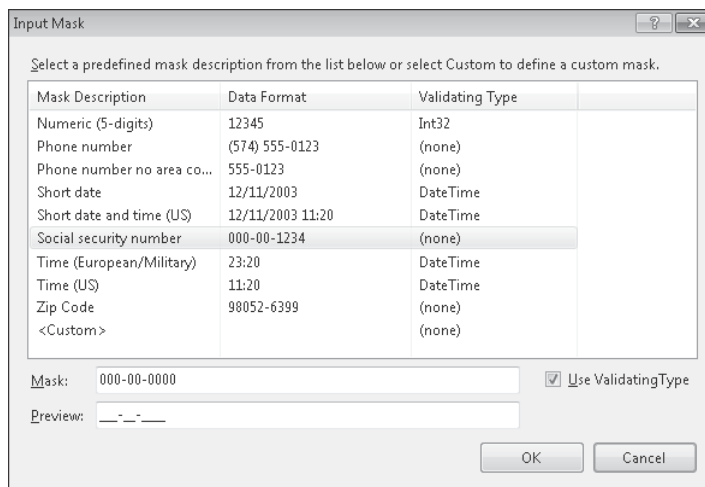 Input Mask
Select a predefined mask description from the list below or select Custom to define a custom mask.
Mask Description Data Format Validating Type
Numeric (5-digits) 12345 Int32
Phone number (574) 555-0123 (none)
Phone number no area co... 555-0123 (none)
Short date 12/11/2003 DateTime
Short date and time (US) 12/11/2003 11:20 DateTime
Social security number 000-00-1234 (none)
Time (European/Military) 23:20 DateTime
Time (US) 11:20 DateTime
Zip Code 98052-6399 (none)
<Custom> (none)
Mask: 000-00-0000 Use ValidatingType
Preview: ___-__-____
OK Cancel